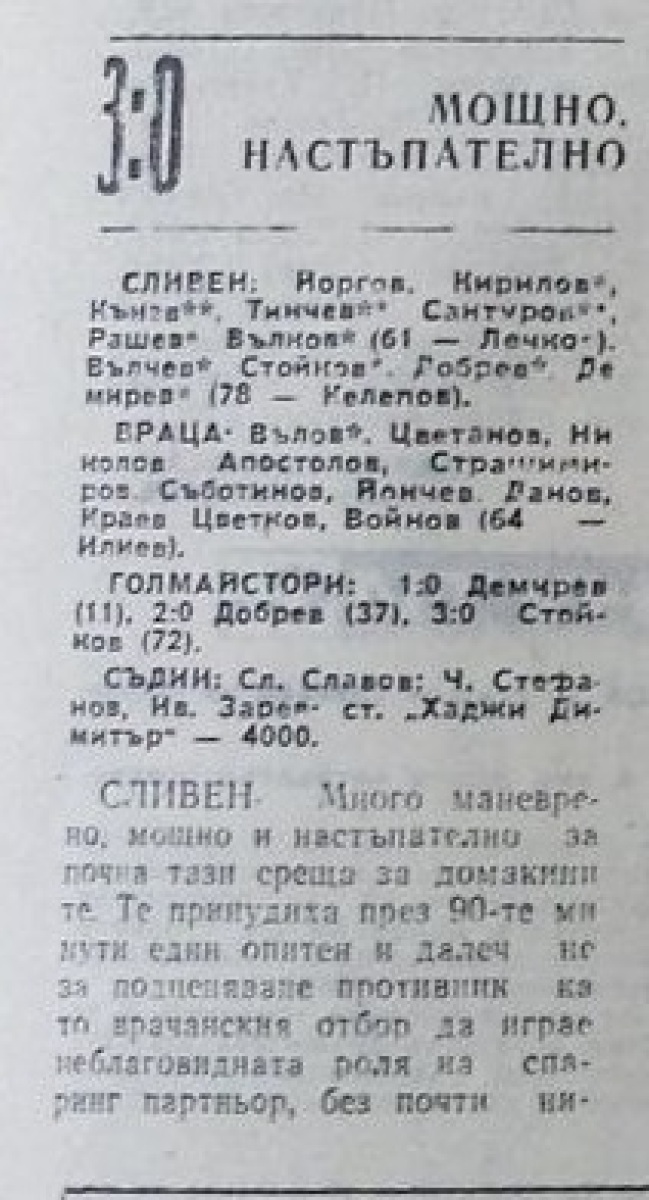 3:0
МОЩНО,
НАСТЪПАТЕЛНО
СЛИВЕН: Йоргов, Кирилов*,
Кънев**, Тинчев** Сантуров**,
Рашев* Вълков* (61 — Лечков).
Вълчев*, Стойков*. Добрев*. Де
мирев* (78 — Келепов).
ВРАЦА· Вълов*. Цветанов, Ни
колов Апостолов, Страшими-
ров. Съботинов, Йончев. Данов,
Краев Цветков, Войнов (64 —
Илиев).
ГОЛМАЙСТОРИ: 1:0 Демирев
(11), 2:0 Добрев (37), 3:0 Стой-
ков (72).
СЪДИИ: Сл. Славов; Ч. Стефа-
нов, Ив. Зарев· ст. „Хаджи Ди-
митър" — 4000.
СЛИВЕН· Много маневре-
но, мощно и настъпателно за
почна тази среща за домакини
те. Те принудиха през 90-те ми
нути един опитен и далеч не
за подценяване противник ка
то врачанския отбор да играе
неблаговидната роля на спа-
ринг партньор, без почти ни-